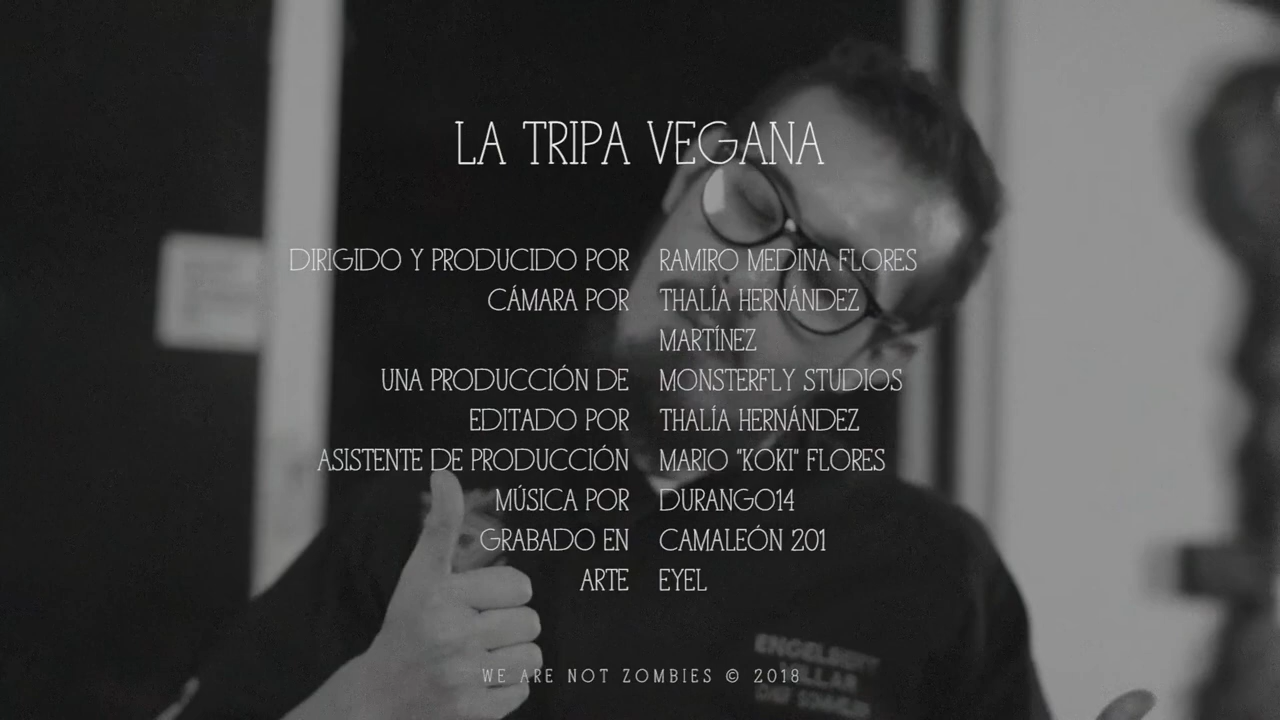 LA TRIPA VEGANA
DIRIGIDO Y PRODUCIDO POR RAMIRO MEDINA FLORES
CÁMARA POR THALÍA HERNÁNDEZ
MARTÍNEZ
UNA PRODUCCIÓN DE MONSTERFLY STUDIOS
EDITADO POR THALÍA HERNÁNDEZ
ASISTENTE DE PRODUCCIÓN MARIO "KOKI" FLORES
MÚSICA POR DURANGO14
GRABADO EN CAMALEÓN 201
ARTE EYEL
WE ARE NOT ZOMBIES © 2018